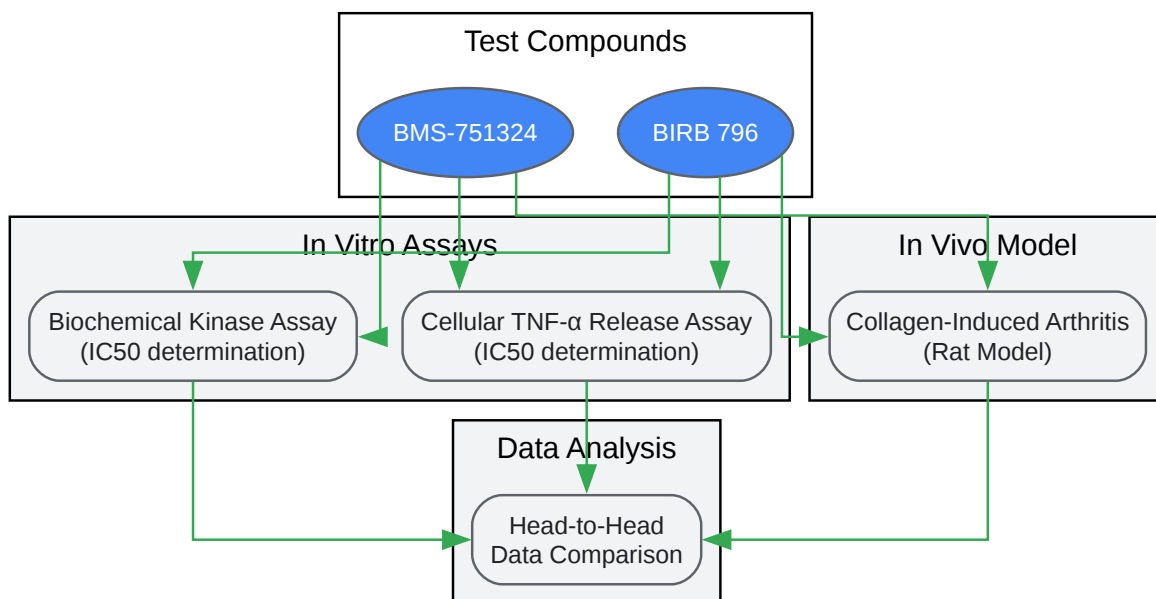 Test Compounds
BMS-751324
BIRB 796
In Vitro Assays
In Vivo Model
Biochemical Kinase Assay
(IC50 determination)
Cellular TNF-α Release Assay
(IC50 determination)
Collagen-Induced Arthritis
(Rat Model)
Data Analysis
Head-to-Head
Data Comparison